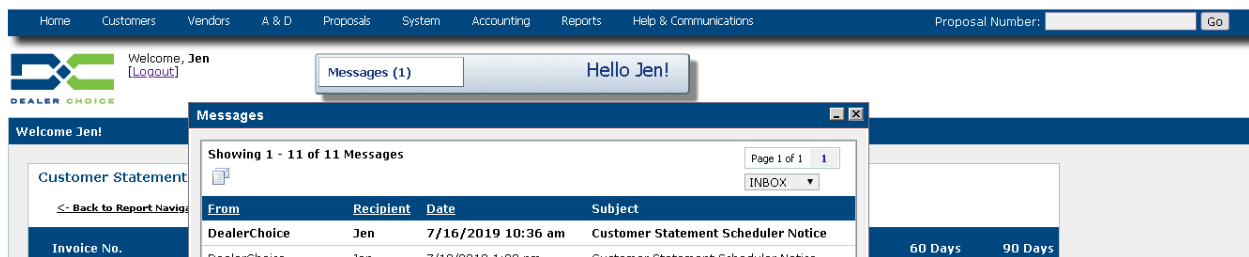 Home Customers Vendors A & D Proposals System Accounting Reports Help & Communications Proposal Number: Go
Welcome, Jen
[Logout]
Messages (1) Hello Jen!
DEALER CHOICE
Messages
Welcome Jen!
Showing 1 - 11 of 11 Messages
Page 1 of 1 1
Customer Statement
INBOX
<- Back to Report Naviga
From Recipient Date Subject
DealerChoice Jen 7/16/2019 10:36 am Customer Statement Scheduler Notice
Invoice No. 60 Days 90 Days